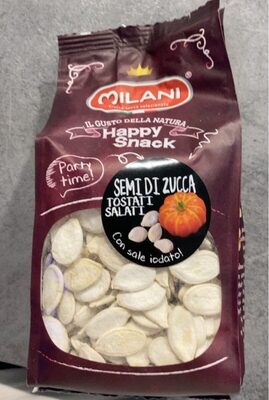 MILANI
IL GUSTO DELLA NATURA
Happy
Snack
Party
time!
SEMI DI ZUCCA
TOSTATI
SALATI
Con sale iodato!